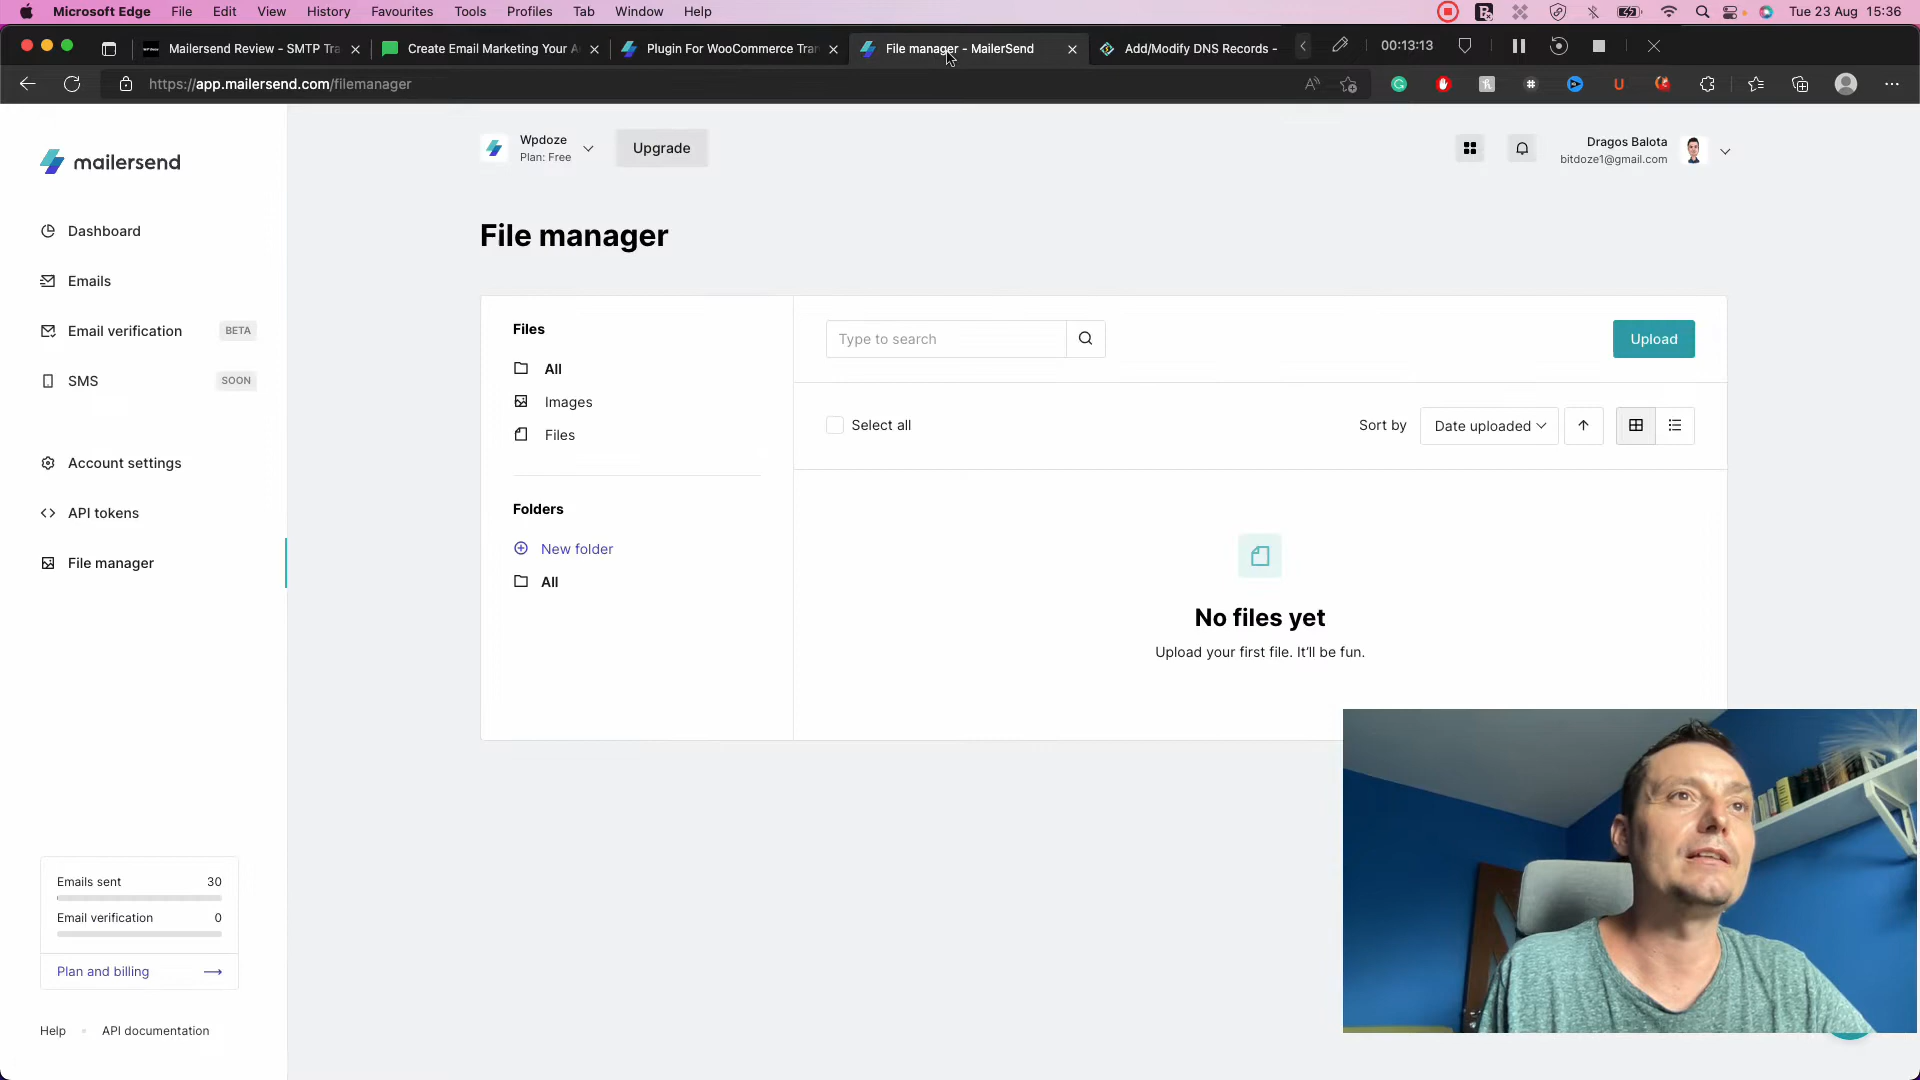 Microsoft Edge File Edit View History Favourites Tools Profiles Tab Window Help Tue 23 Aug 15:36
Mailersend Review - SMTP Tra
Create Email Marketing Your A
Plugin For WooCommerce Tran
File manager - MailerSend
Add/Modify DNS Records -
00:13:13
https://app.mailersend.com/filemanager
mailersend
Wpdoze
Plan: Free
Upgrade
Dragos Balota
bitdoze1@gmail.com
Dashboard
Emails
Email verification BETA
SMS SOON
Account settings
API tokens
File manager
File manager
Files
All
Images
Files
Folders
New folder
All
Type to search
Upload
Select all
Sort by
Date uploaded
No files yet
Upload your first file. It'll be fun.
Emails sent 30
Email verification 0
Plan and billing
Help
API documentation